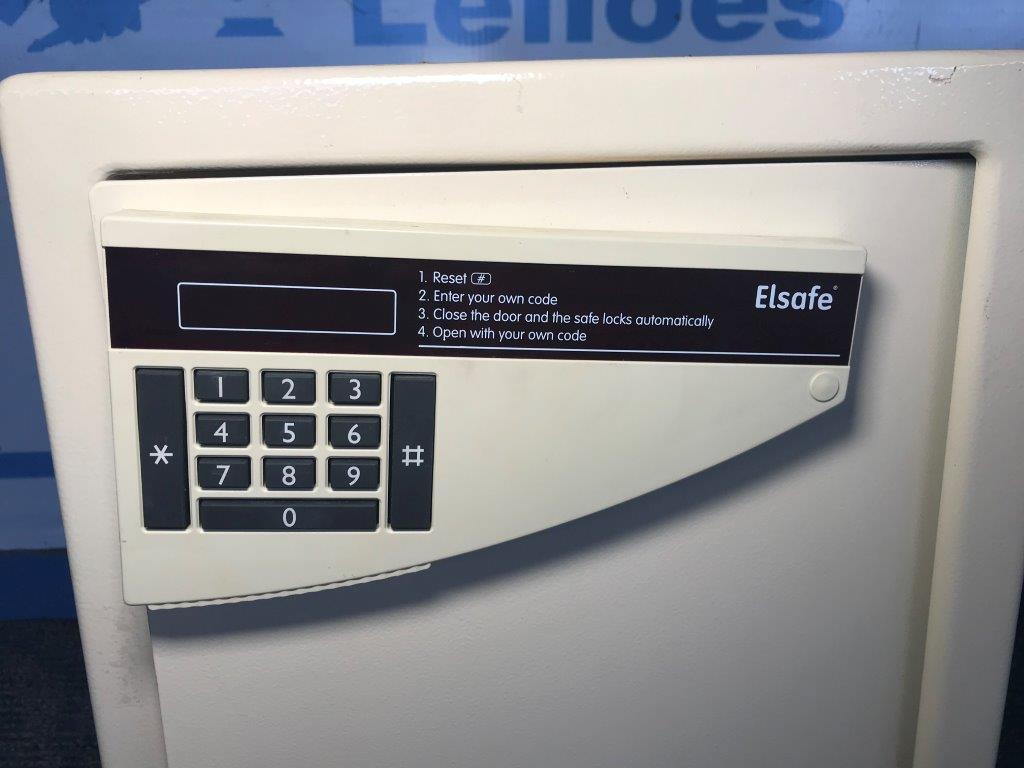 Lenoes
1. Reset #
2. Enter your own code
3. Close the door and the safe locks automatically
4. Open with your own code
Elsafe®
1 2 3
4 5 6
* 7 8 9 #
0